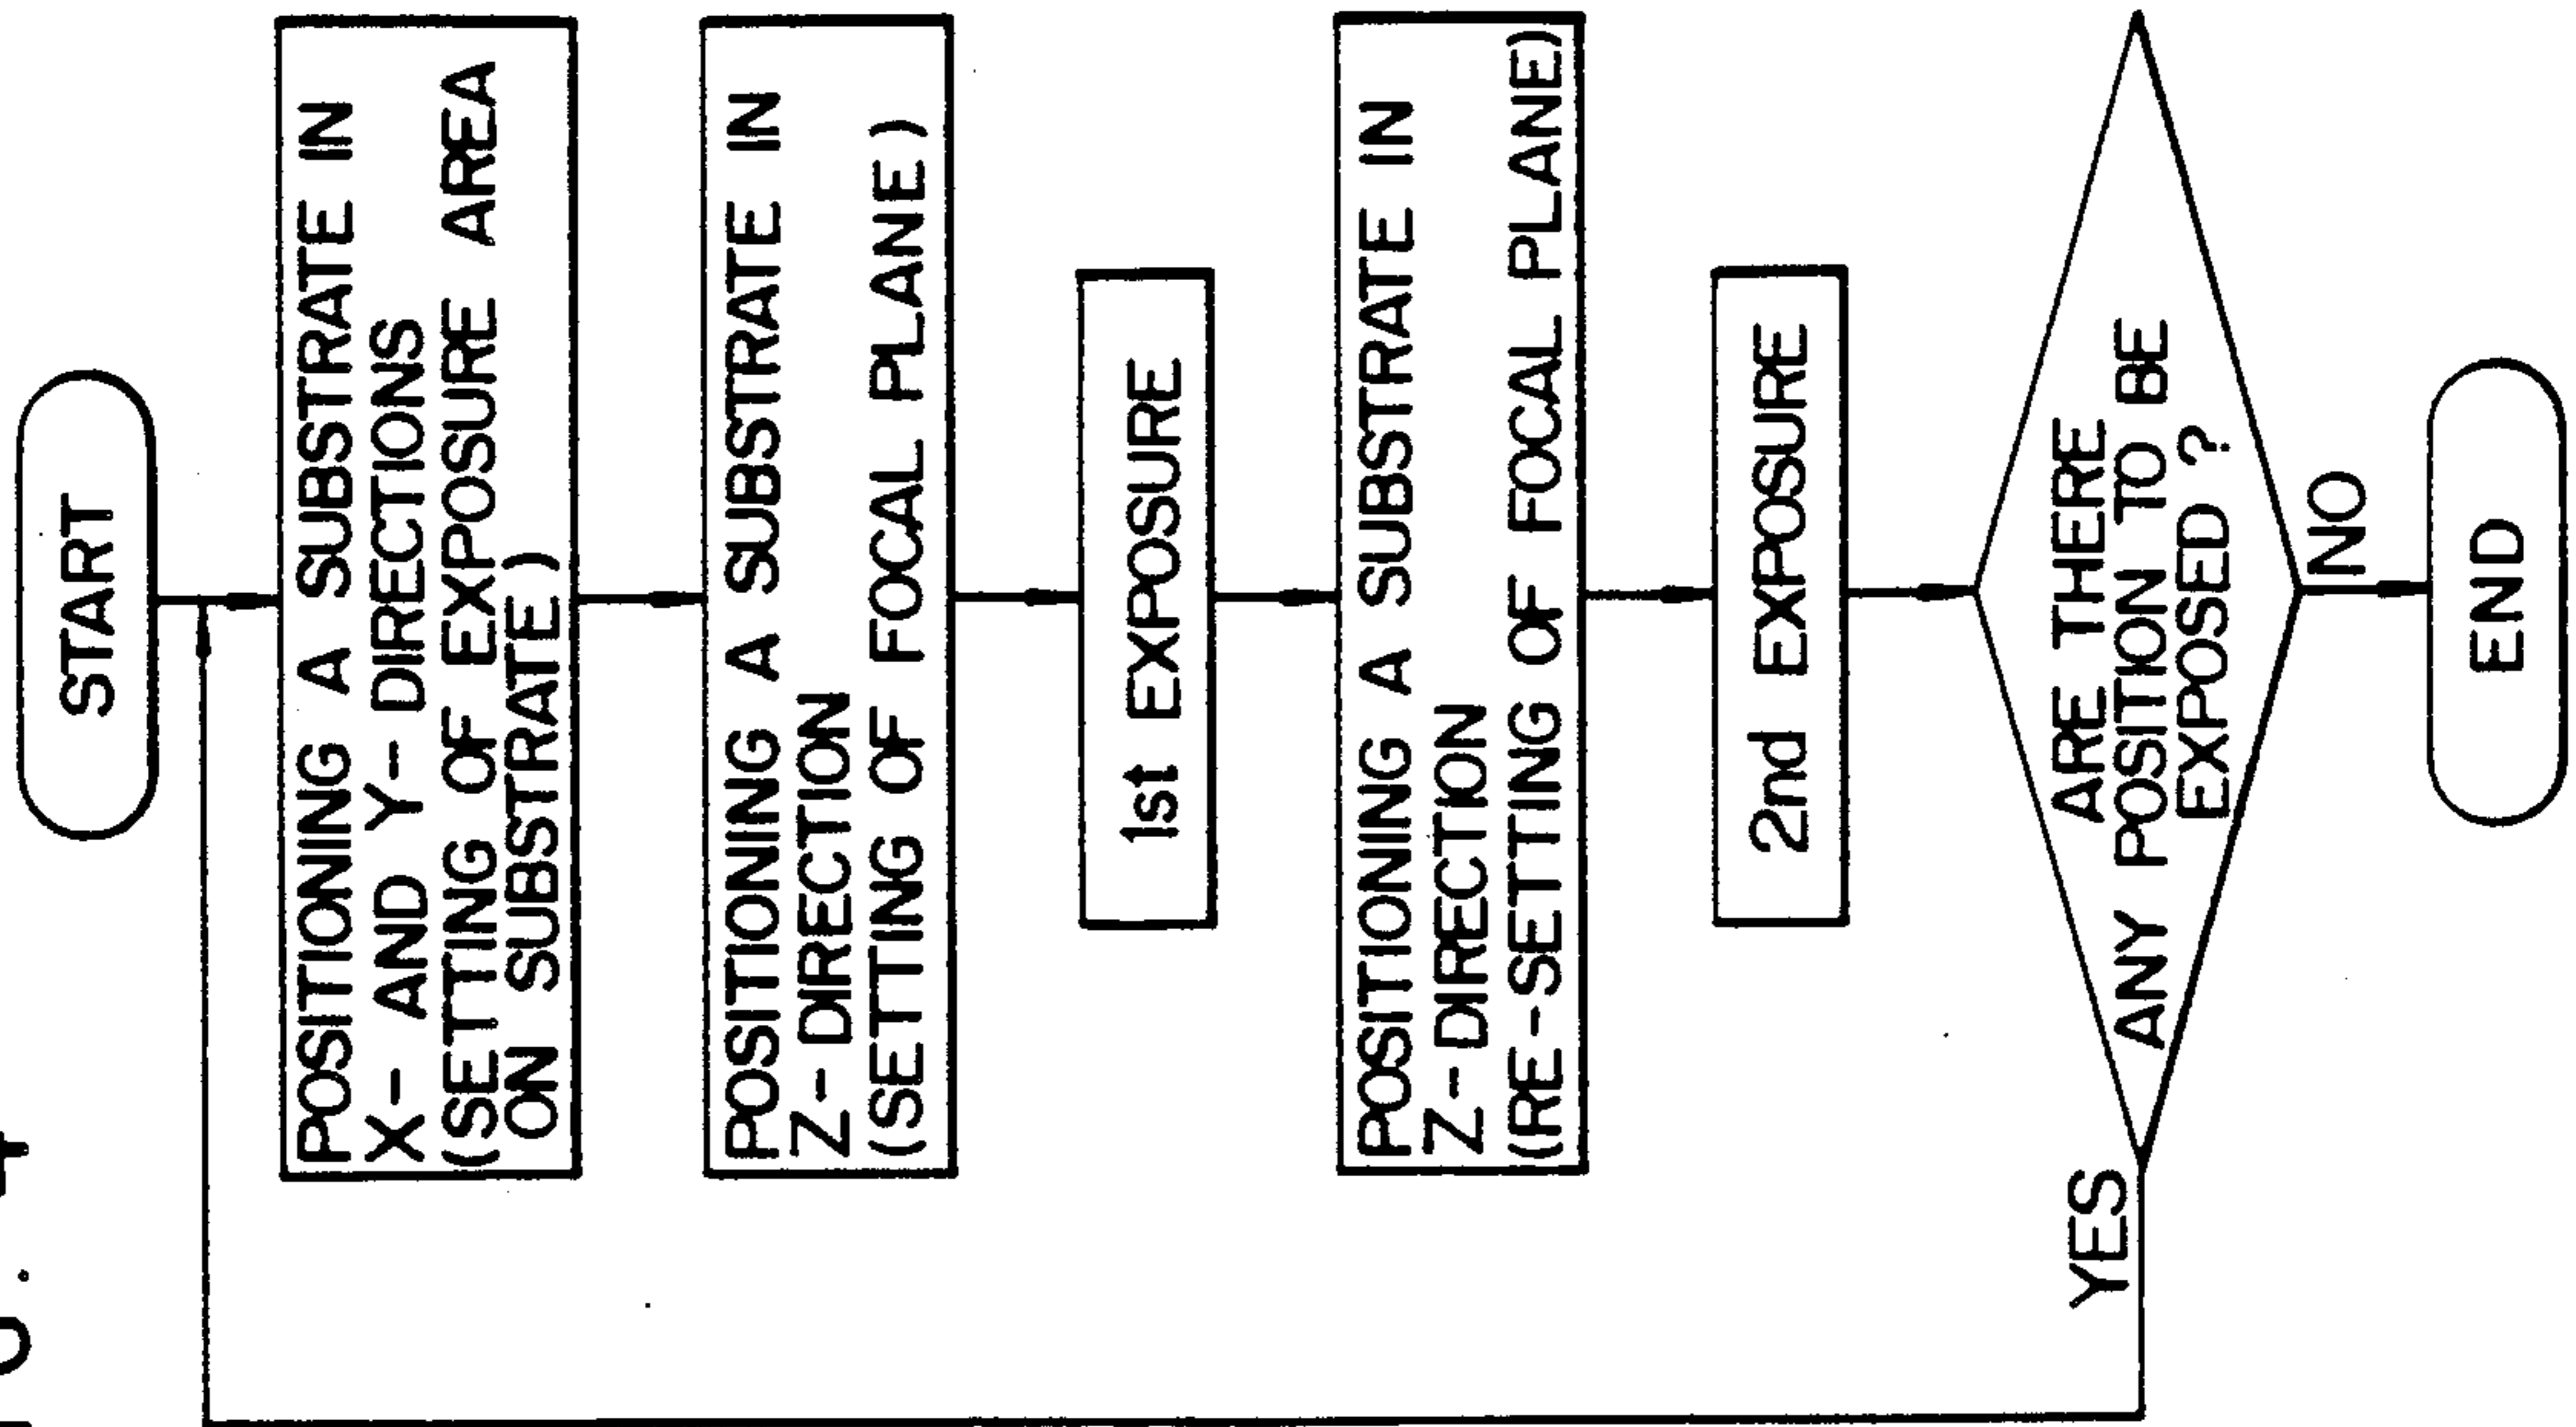 START
POSITIONING A SUBSTRATE IN
X- AND Y-DIRECTIONS
(SETTING OF EXPOSURE AREA
ON SUBSTRATE)
POSITIONING A SUBSTRATE IN
Z-DIRECTION
(SETTING OF FOCAL PLANE)
1st EXPOSURE
POSITIONING A SUBSTRATE IN
Z-DIRECTION
(RE-SETTING OF FOCAL PLANE)
2nd EXPOSURE
ARE THERE
ANY POSITION TO BE
EXPOSED ?
YES
NO
END